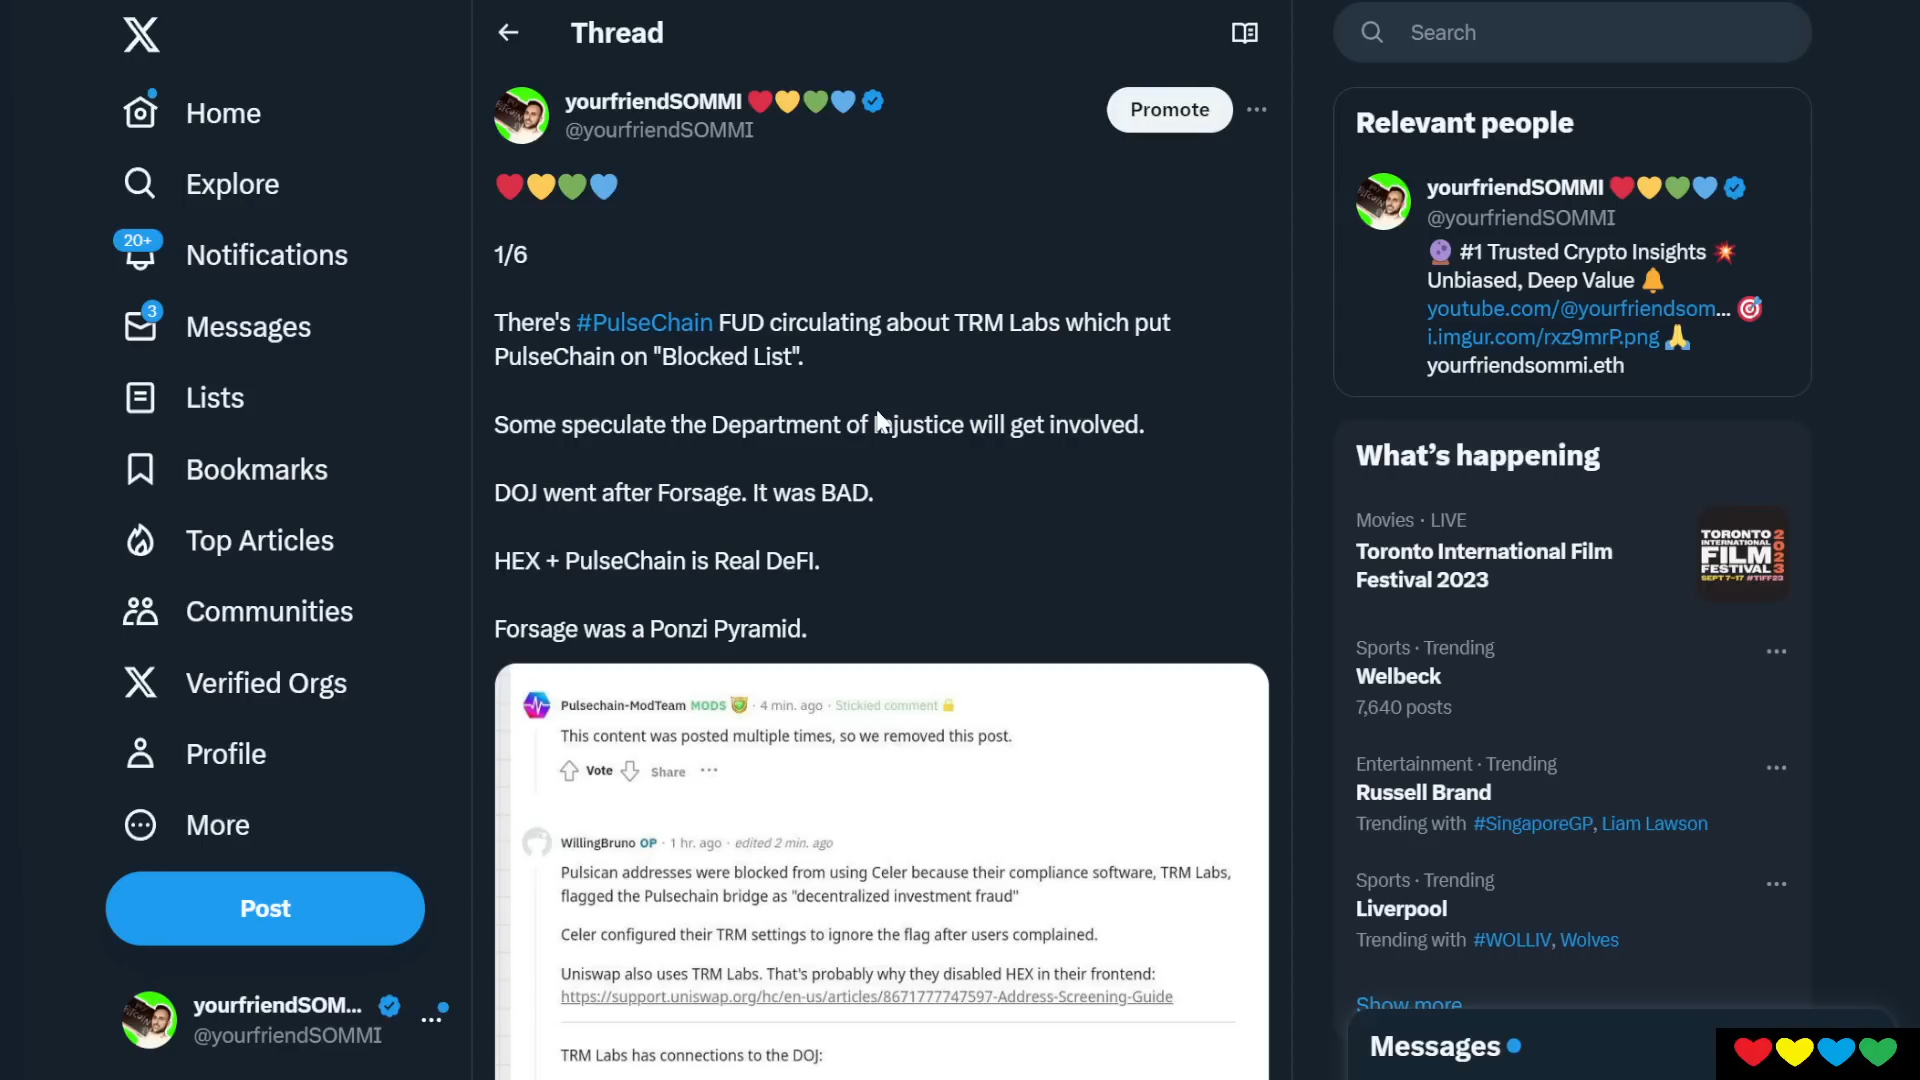 Home
Explore
20+
Notifications
3
Messages
Lists
Bookmarks
Top Articles
Communities
Verified Orgs
Profile
More
Post
yourfriendSOM...
@yourfriendSOMMI
Thread
yourfriendSOMMI
@yourfriendSOMMI
Promote
1/6
There's #PulseChain FUD circulating about TRM Labs which put
PulseChain on "Blocked List".
Some speculate the Department of Injustice will get involved.
DOJ went after Forsage. It was BAD.
HEX + PulseChain is Real DeFI.
Forsage was a Ponzi Pyramid.
Pulsechain-ModTeam MODS · 4 min. ago · Stickied comment
This content was posted multiple times, so we removed this post.
Vote Share ...
WillingBruno OP · 1 hr. ago · edited 2 min. ago
Pulsican addresses were blocked from using Celer because their compliance software, TRM Labs,
flagged the Pulsechain bridge as "decentralized investment fraud"
Celer configured their TRM settings to ignore the flag after users complained.
Uniswap also uses TRM Labs. That's probably why they disabled HEX in their frontend:
https://support.uniswap.org/hc/en-us/articles/8671777747597-Address-Screening-Guide
TRM Labs has connections to the DOJ:
Search
Relevant people
yourfriendSOMMI
@yourfriendSOMMI
#1 Trusted Crypto Insights
Unbiased, Deep Value
youtube.com/@yourfriendsom...
i.imgur.com/rxz9mrP.png
yourfriendsommi.eth
What's happening
Movies · LIVE
Toronto International Film
Festival 2023
TORONTO
INTERNATIONAL
FILM
FESTIVAL
2023
SEPT 7-17 #TIFF23
Sports · Trending
Welbeck
7,640 posts
Entertainment · Trending
Russell Brand
Trending with #SingaporeGP, Liam Lawson
Sports · Trending
Liverpool
Trending with #WOLLIV, Wolves
Show more
Messages